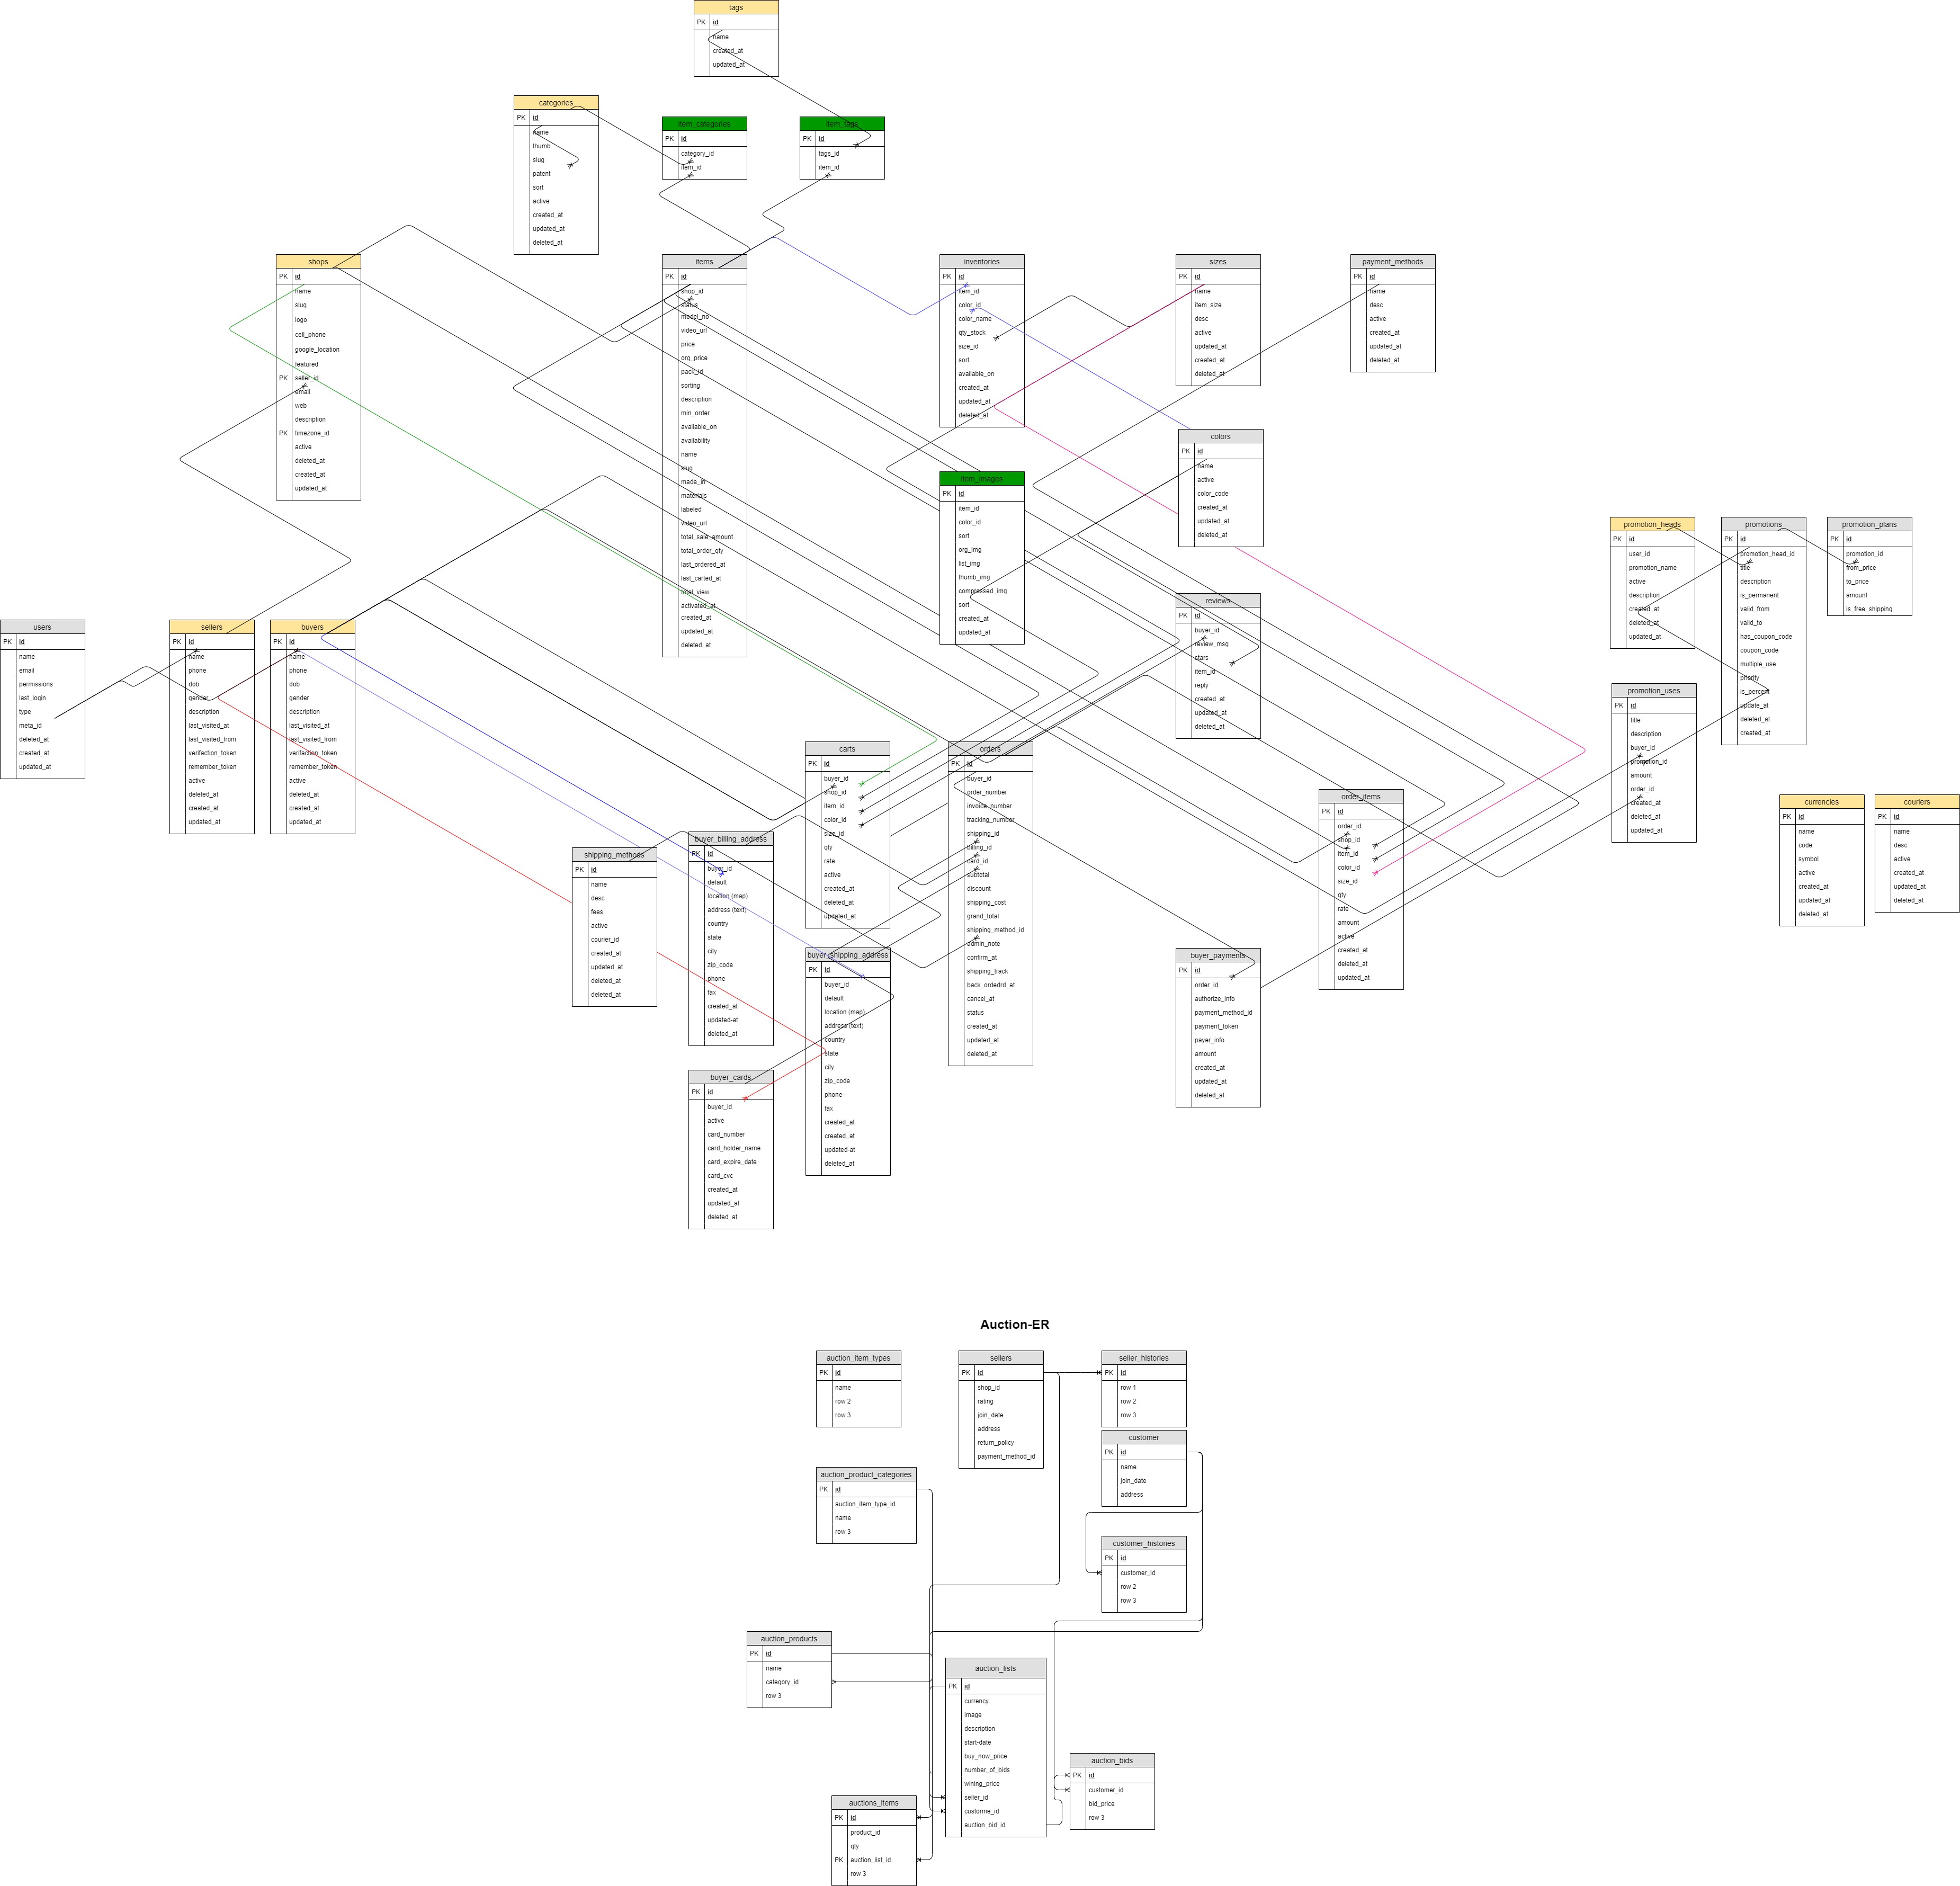 tags
PK id
name
created_at
updated_at
categories
PK id
name
thumb
slug
patent
sort
active
created_at
updated_at
deleted_at
item_categories
PK id
category_id
item_id
item_tags
PK id
tags_id
item_id
shops
PK id
name
slug
logo
cell_phone
google_location
featured
PK seller_id
email
web
description
PK timezone_id
active
deleted_at
created_at
updated_at
items
PK id
shop_id
status
model_no
video_url
price
org_price
pack_id
sorting
description
min_order
available_on
availability
name
slug
made_in
materials
labeled
video_url
total_sale_amount
total_order_qty
last_ordered_at
last_carted_at
total_view
activated_at
created_at
updated_at
deleted_at
inventories
PK id
item_id
color_id
color_name
qty_stock
size_id
sort
available_on
created_at
updated_at
deleted_at
sizes
PK id
name
item_size
desc
active
updated_at
created_at
deleted_at
payment_methods
PK id
name
desc
active
created_at
updated_at
deleted_at
colors
PK id
name
active
color_code
created_at
updated_at
deleted_at
item_images
PK id
item_id
color_id
sort
org_img
list_img
thumb_img
compressed_img
sort
created_at
updated_at
promotion_heads
PK id
user_id
promotion_name
active
description
created_at
deleted_at
updated_at
promotions
PK id
promotion_head_id
title
description
is_permanent
valid_from
valid_to
has_coupon_code
coupon_code
multiple_use
priority
is_percent
update_at
deleted_at
created_at
promotion_plans
PK id
promotion_id
from_price
to_price
amount
is_free_shipping
reviews
PK id
buyer_id
review_msg
stars
item_id
reply
created_at
updated_at
deleted_at
users
PK id
name
email
permissions
last_login
type
meta_id
deleted_at
created_at
updated_at
sellers
PK id
name
phone
dob
gender
description
last_visited_at
last_visited_from
verifaction_token
remember_token
active
deleted_at
created_at
updated_at
buyers
PK id
name
phone
dob
gender
description
last_visited_at
last_visited_from
verifaction_token
remember_token
active
deleted_at
created_at
updated_at
promotion_uses
PK id
title
description
buyer_id
promotion_id
amount
order_id
created_at
deleted_at
updated_at
carts
PK id
buyer_id
shop_id
item_id
color_id
size_id
qty
rate
active
created_at
deleted_at
updated_at
orders
PK id
buyer_id
order_number
invoice_number
tracking_number
shipping_id
billing_id
card_id
subtotal
discount
shipping_cost
grand_total
shipping_method_id
admin_note
confirm_at
shipping_track
back_ordedrd_at
cancel_at
status
created_at
updated_at
deleted_at
order_items
PK id
order_id
shop_id
item_id
color_id
size_id
qty
rate
amount
active
created_at
deleted_at
updated_at
currencies
PK id
name
code
symbol
active
created_at
updated_at
deleted_at
couriers
PK id
name
desc
active
created_at
updated_at
deleted_at
shipping_methods
PK id
name
desc
fees
active
courier_id
created_at
updated_at
deleted_at
deleted_at
buyer_billing_address
PK id
buyer_id
default
location (map)
address (text)
country
state
city
zip_code
phone
fax
created_at
updated-at
deleted_at
buyer_shipping_address
PK id
buyer_id
default
location (map)
address (text)
country
state
city
zip_code
phone
fax
created_at
created_at
updated-at
deleted_at
buyer_payments
PK id
order_id
authorize_info
payment_method_id
payment_token
payer_info
amount
created_at
updated_at
deleted_at
buyer_cards
PK id
buyer_id
active
card_number
card_holder_name
card_expire_date
card_cvc
created_at
updated_at
deleted_at
Auction-ER
auction_item_types
PK id
name
row 2
row 3
sellers
PK id
shop_id
rating
join_date
address
return_policy
payment_method_id
seller_histories
PK id
row 1
row 2
row 3
customer
PK id
name
join_date
address
auction_product_categories
PK id
auction_item_type_id
name
row 3
customer_histories
PK id
customer_id
row 2
row 3
auction_products
PK id
name
category_id
row 3
auction_lists
PK id
currency
image
description
start-date
buy_now_price
number_of_bids
wining_price
seller_id
custorme_id
auction_bid_id
auction_bids
PK id
customer_id
bid_price
row 3
auctions_items
PK id
product_id
qty
PK auction_list_id
row 3